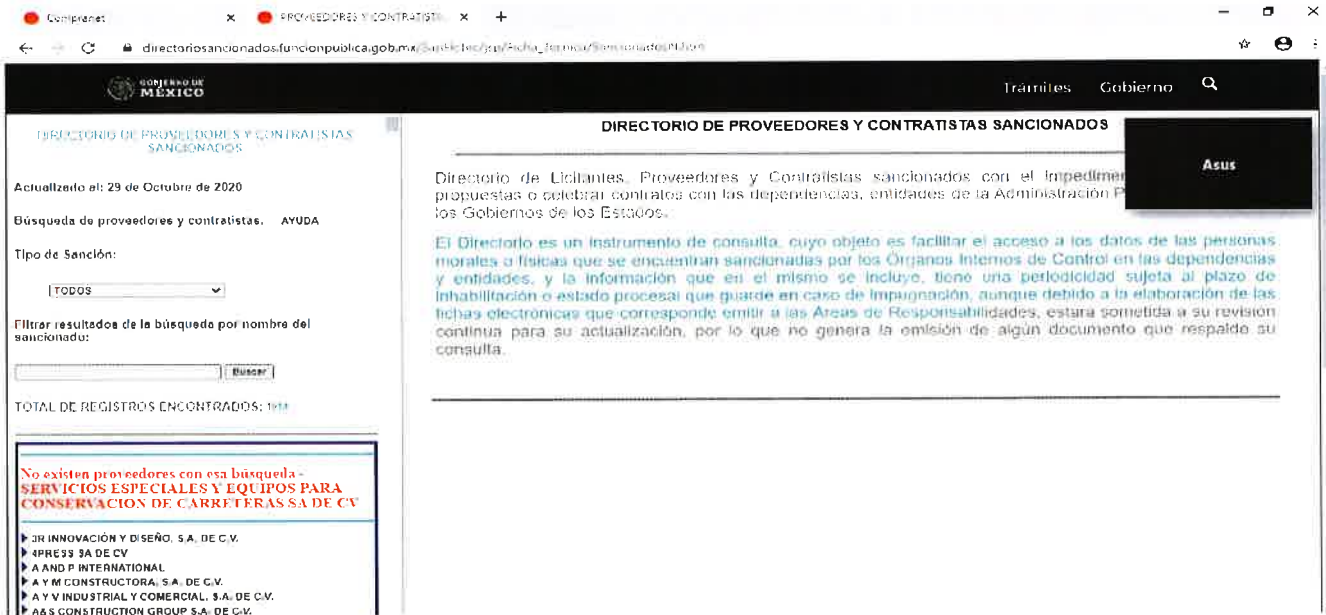 Compranet
PROVEEDORES Y CONTRATISTA
directoriosancionados.funcionpublica.gob.mx/SanFicTec/jsp/Ficha_Tecnica/SancionadosN.htm
GOBIERNO DE
MÉXICO
Trámites Gobierno
DIRECTORIO DE PROVEEDORES Y CONTRATISTAS
SANCIONADOS
Actualizado al: 29 de Octubre de 2020
Búsqueda de proveedores y contratistas. AYUDA
Tipo de Sanción:
TODOS
Filtrar resultados de la búsqueda por nombre del
sancionado:
Buscar
TOTAL DE REGISTROS ENCONTRADOS:
No existen proveedores con esa búsqueda -
SERVICIOS ESPECIALES Y EQUIPOS PARA
CONSERVACION DE CARRETERAS SA DE CV
3R INNOVACIÓN Y DISEÑO, S.A. DE C.V.
4PRESS SA DE CV
A AND P INTERNATIONAL
A Y M CONSTRUCTORA, S.A. DE C.V.
A Y V INDUSTRIAL Y COMERCIAL, S.A. DE C.V.
A&S CONSTRUCTION GROUP S.A. DE C.V.
DIRECTORIO DE PROVEEDORES Y CONTRATISTAS SANCIONADOS
Asus
Directorio de Licitantes, Proveedores y Contratistas sancionados con el impedimen
propuestas o celebrar contratos con las dependencias, entidades de la Administración P
los Gobiernos de los Estados.
El Directorio es un instrumento de consulta, cuyo objeto es facilitar el acceso a los datos de las personas
morales o físicas que se encuentran sancionadas por los Órganos Internos de Control en las dependencias
y entidades, y la información que en el mismo se incluye, tiene una periodicidad sujeta al plazo de
inhabilitación o estado procesal que guarde en caso de impugnación, aunque debido a la elaboración de las
fichas electrónicas que corresponde emitir a las Áreas de Responsabilidades, estará sometida a su revisión
continua para su actualización, por lo que no genera la emisión de algún documento que respalde su
consulta.